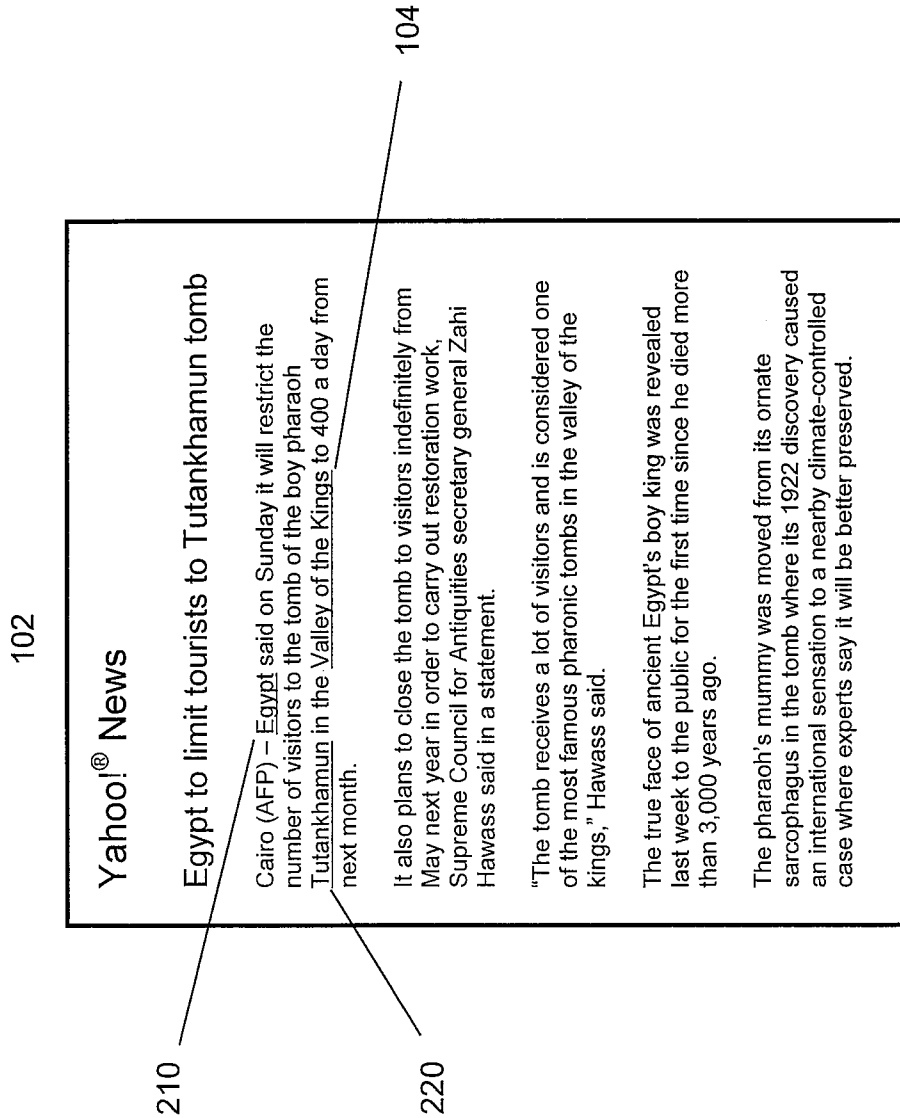 102
Yahoo!® News
Egypt to limit tourists to Tutankhamun tomb
Cairo (AFP) – Egypt said on Sunday it will restrict the
number of visitors to the tomb of the boy pharaoh
Tutankhamun in the Valley of the Kings to 400 a day from
next month.
It also plans to close the tomb to visitors indefinitely from
May next year in order to carry out restoration work,
Supreme Council for Antiquities secretary general Zahi
Hawass said in a statement.
“The tomb receives a lot of visitors and is considered one
of the most famous pharonic tombs in the valley of the
kings,” Hawass said.
The true face of ancient Egypt's boy king was revealed
last week to the public for the first time since he died more
than 3,000 years ago.
The pharaoh's mummy was moved from its ornate
sarcophagus in the tomb where its 1922 discovery caused
an international sensation to a nearby climate-controlled
case where experts say it will be better preserved.
210
220
104